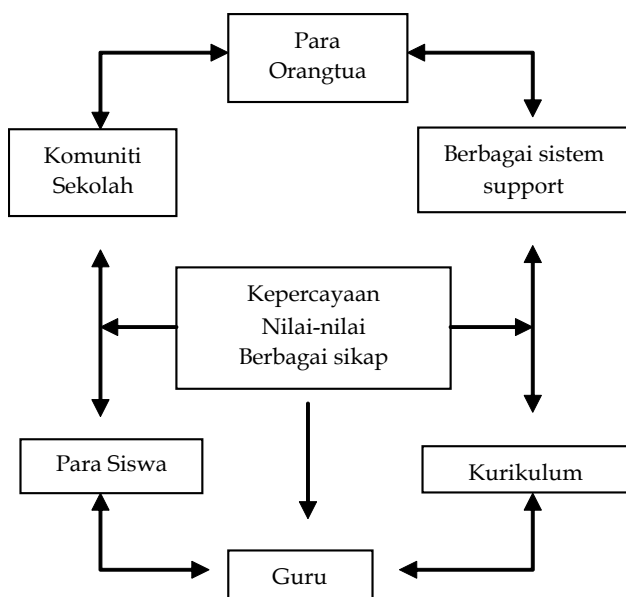 Para
Orangtua
Komuniti
Sekolah
Berbagai sistem
support
Kepercayaan
Nilai-nilai
Berbagai sikap
Para Siswa
Kurikulum
Guru